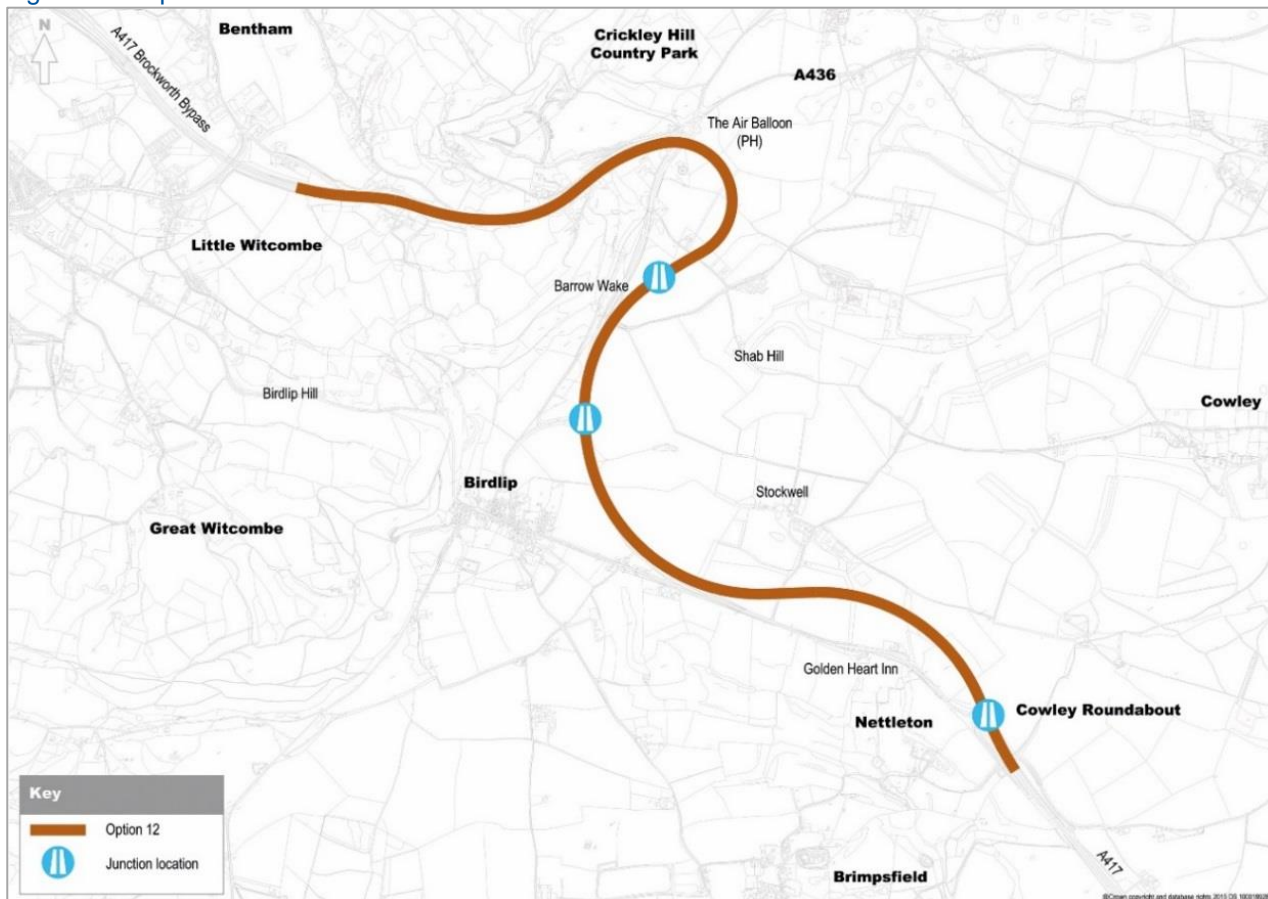 N
Bentham
A417 Brockworth Bypass
Crickley Hill
Country Park
A436
The Air Balloon
(PH)
Little Witcombe
Barrow Wake
Shab Hill
Birdlip Hill
Cowley
Birdlip
Stockwell
Great Witcombe
Golden Heart Inn
Nettleton
Cowley Roundabout
Key
Option 12
Junction location
A417
Brimpsfield